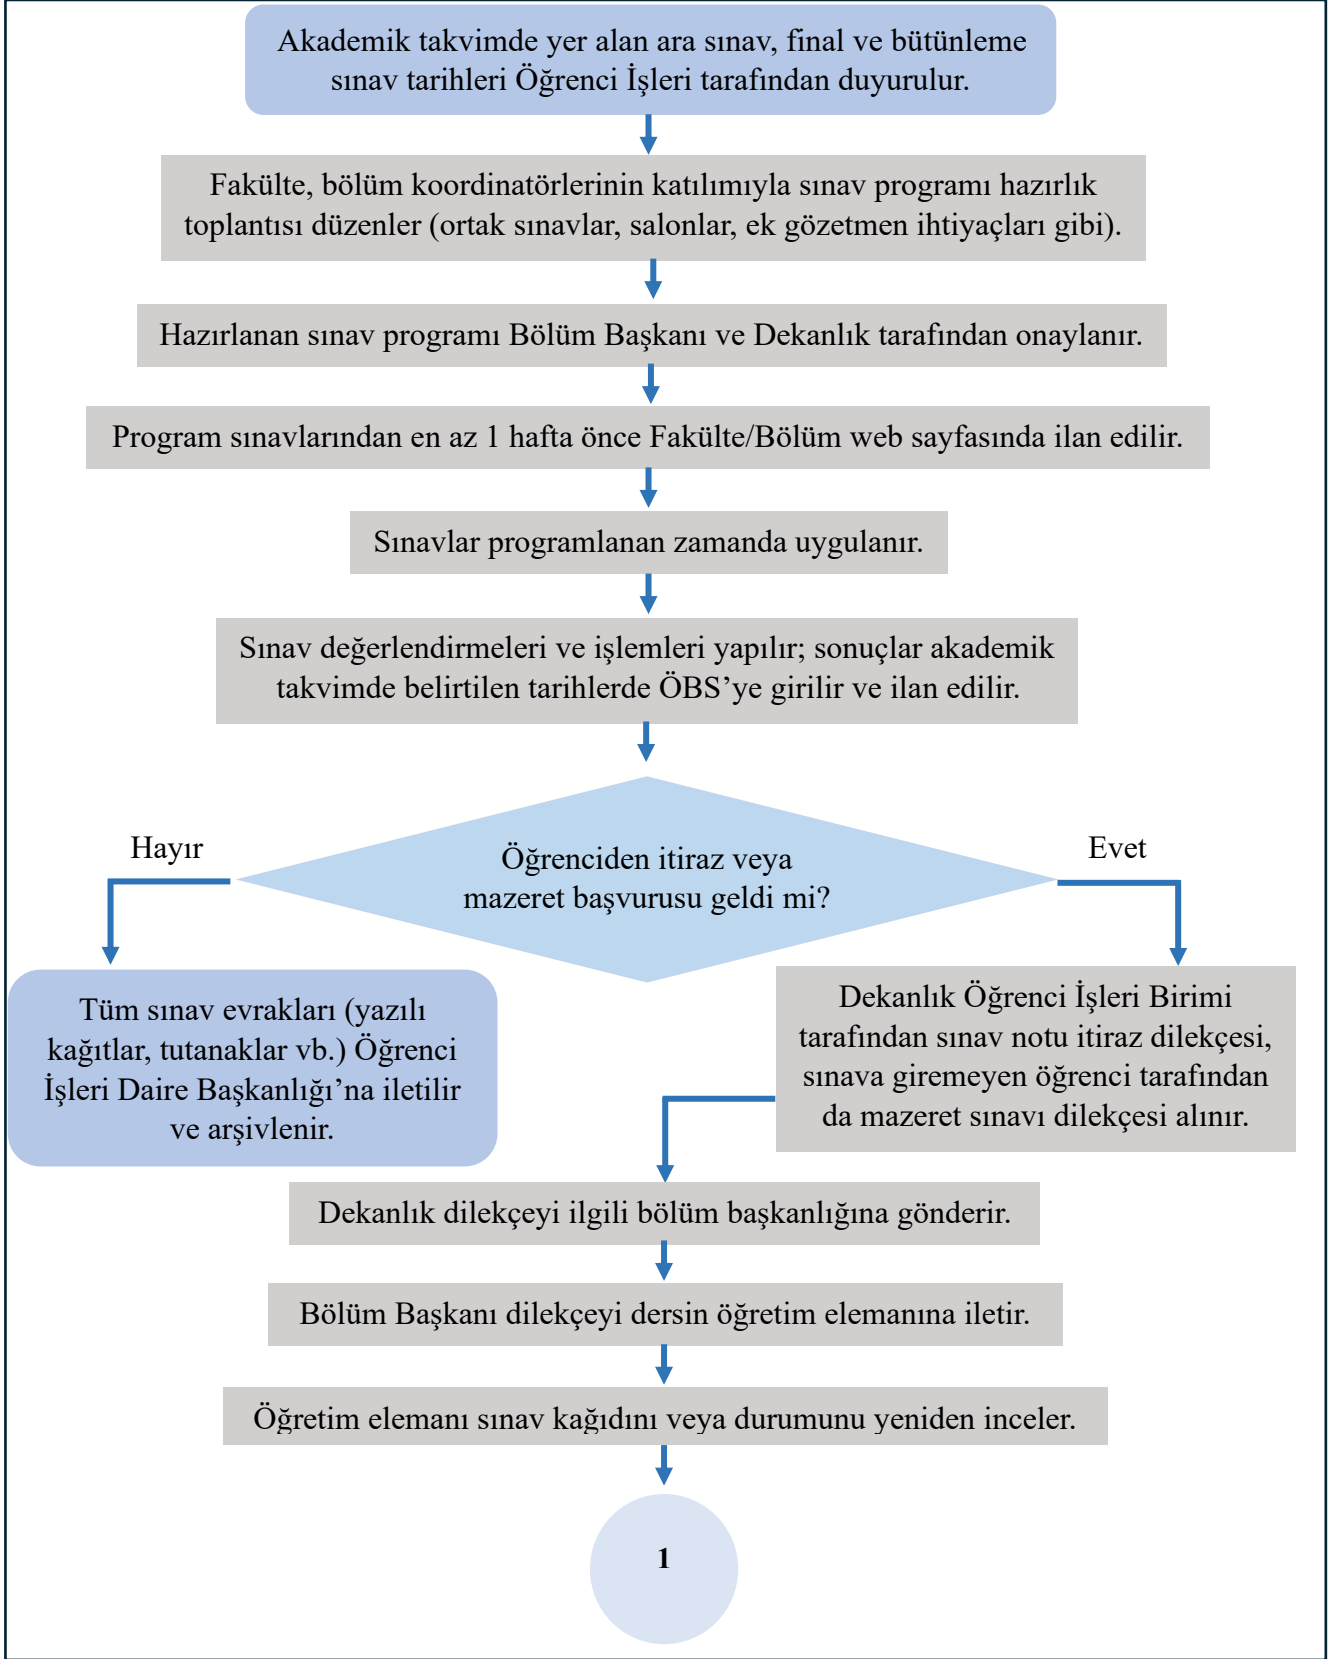 Akademik takvimde yer alan ara sınav, final ve bütünleme
sınav tarihleri Öğrenci İşleri tarafından duyurulur.
Fakülte, bölüm koordinatörlerinin katılımıyla sınav programı hazırlık
toplantısı düzenler (ortak sınavlar, salonlar, ek gözetmen ihtiyaçları gibi).
Hazırlanan sınav programı Bölüm Başkanı ve Dekanlık tarafından onaylanır.
Program sınavlarından en az 1 hafta önce Fakülte/Bölüm web sayfasında ilan edilir.
Sınavlar programlanan zamanda uygulanır.
Sınav değerlendirmeleri ve işlemleri yapılır; sonuçlar akademik
takvimde belirtilen tarihlerde ÖBS’ye girilir ve ilan edilir.
Hayır
Öğrenciden itiraz veya
mazeret başvurusu geldi mi?
Evet
Tüm sınav evrakları (yazılı
kağıtlar, tutanaklar vb.) Öğrenci
İşleri Daire Başkanlığı’na iletilir
ve arşivlenir.
Dekanlık Öğrenci İşleri Birimi
tarafından sınav notu itiraz dilekçesi,
sınava giremeyen öğrenci tarafından
da mazeret sınavı dilekçesi alınır.
Dekanlık dilekçeyi ilgili bölüm başkanlığına gönderir.
Bölüm Başkanı dilekçeyi dersin öğretim elemanına iletir.
Öğretim elemanı sınav kağıdını veya durumunu yeniden inceler.
1